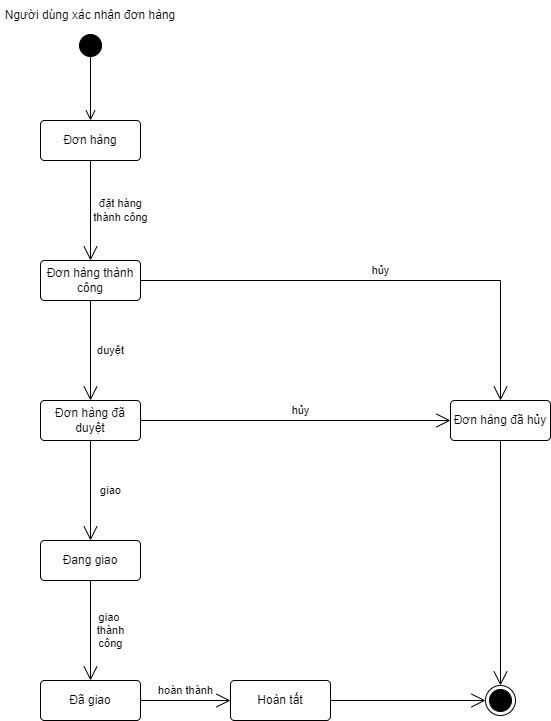 Người dùng xác nhận đơn hàng
Đơn hàng
đặt hàng
thành công
Đơn hàng thành
công
hủy
duyệt
Đơn hàng đã
duyệt
hủy
Đơn hàng đã hủy
giao
Đang giao
giao
thành
công
Đã giao
hoàn thành
Hoàn tất